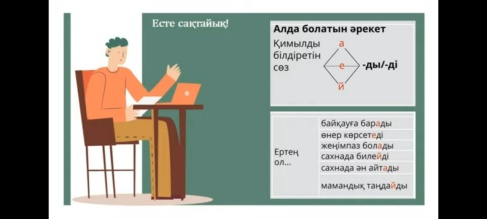 Есте сақтайық!
Алда болатын әрекет
Қимылды
білдіретін
сөз
а
е
й
-ды/-ді
Ертең
ол...
байқауға барады
өнер көрсетеді
жеңімпаз болады
сахнада билейді
сахнада ән айтады
мамандық таңдайды